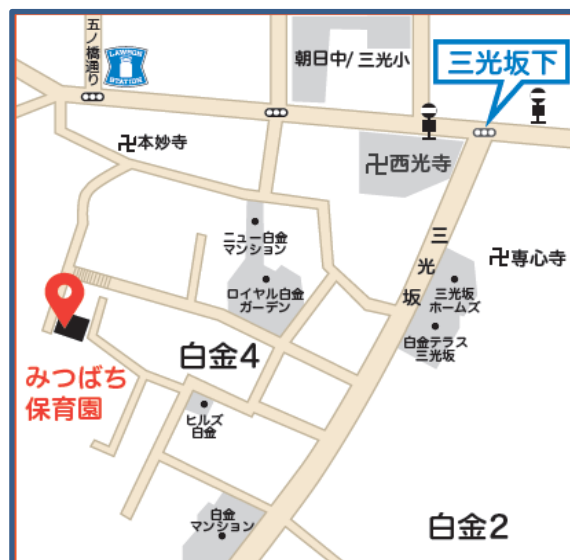 五ノ橋通り
LAWSON
STATION
朝日中/三光小
三光坂下
卍本妙寺
卍西光寺
三光坂
卍専心寺
ニュー白金
マンション
ロイヤル白金
ガーデン
三光坂
ホームズ
白金テラス
三光坂
白金4
みつばち
保育園
ヒルズ
白金
白金
マンション
白金2